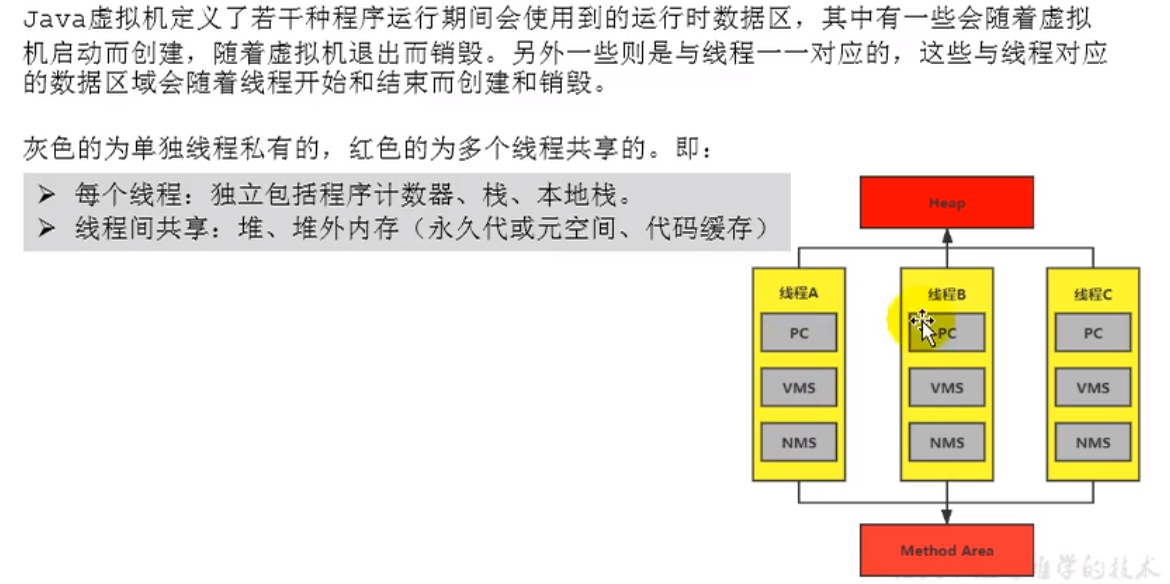 Java虚拟机定义了若干种程序运行期间会使用到的运行时数据区，其中有一些会随着虚拟
机启动而创建，随着虚拟机退出而销毁。另外一些则是与线程一一对应的，这些与线程对应
的数据区域会随着线程开始和结束而创建和销毁。
灰色的为单独线程私有的，红色的为多个线程共享的。即：
➤ 每个线程：独立包括程序计数器、栈、本地栈。
➤ 线程间共享：堆、堆外内存（永久代或元空间、代码缓存）
Heap
线程A 线程B 线程C
PC PC PC
VMS VMS VMS
NMS NMS NMS
Method Area
学的技术